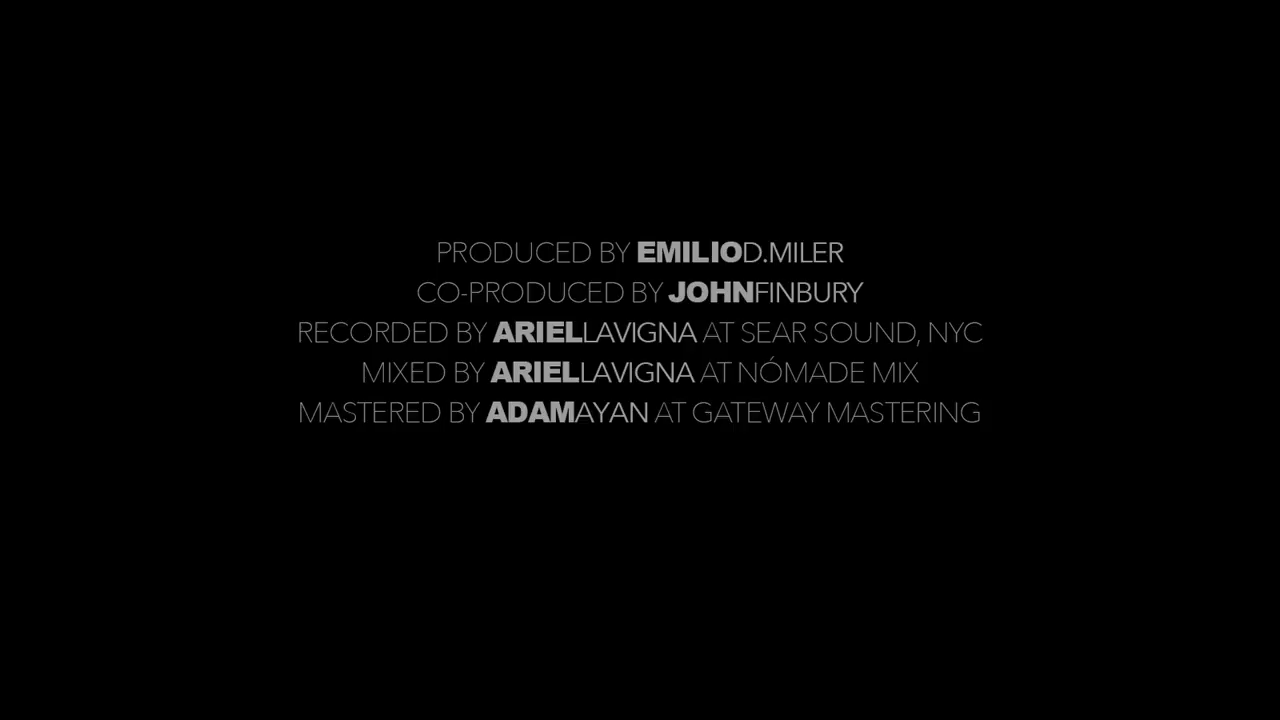 PRODUCED BY EMILIOD.MILER
CO-PRODUCED BY JOHNFINBURY
RECORDED BY ARIELLAVIGNA AT SEAR SOUND, NYC
MIXED BY ARIELLAVIGNA AT NÓMADE MIX
MASTERED BY ADAMAYAN AT GATEWAY MASTERING